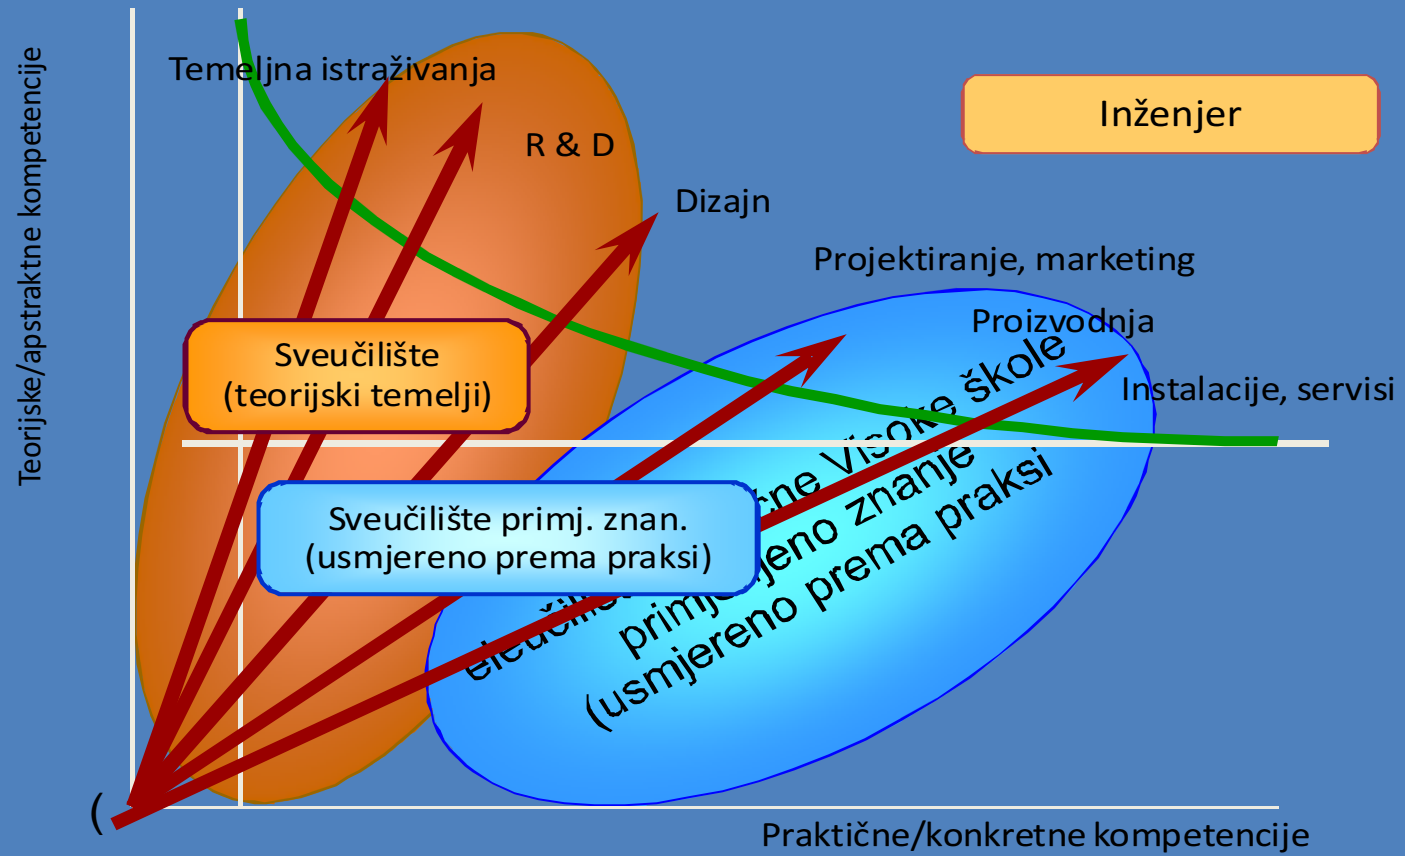 Teorijske/apstraktne kompetencije
Temeljna istraživanja
Inženjer
R & D
Dizajn
Projektiranje, marketing
Proizvodnja
Instalacije, servisi
Sveučilište
(teorijski temelji)
Sveučilište primj. znan.
(usmjereno prema praksi)
Visoke škole
znanje
(usmjereno prema praksi)
(
Praktične/konkretne kompetencije